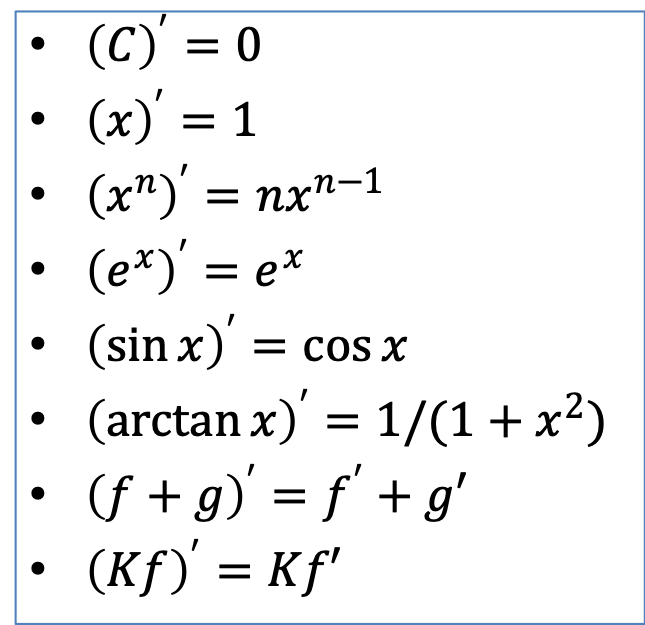 • (C)′ = 0
• (x)′ = 1
• (xⁿ)′ = nxⁿ⁻¹
• (eˣ)′ = eˣ
• (sin x)′ = cos x
• (arctan x)′ = 1/(1 + x²)
• (f + g)′ = f′ + g′
• (Kf)′ = Kf′